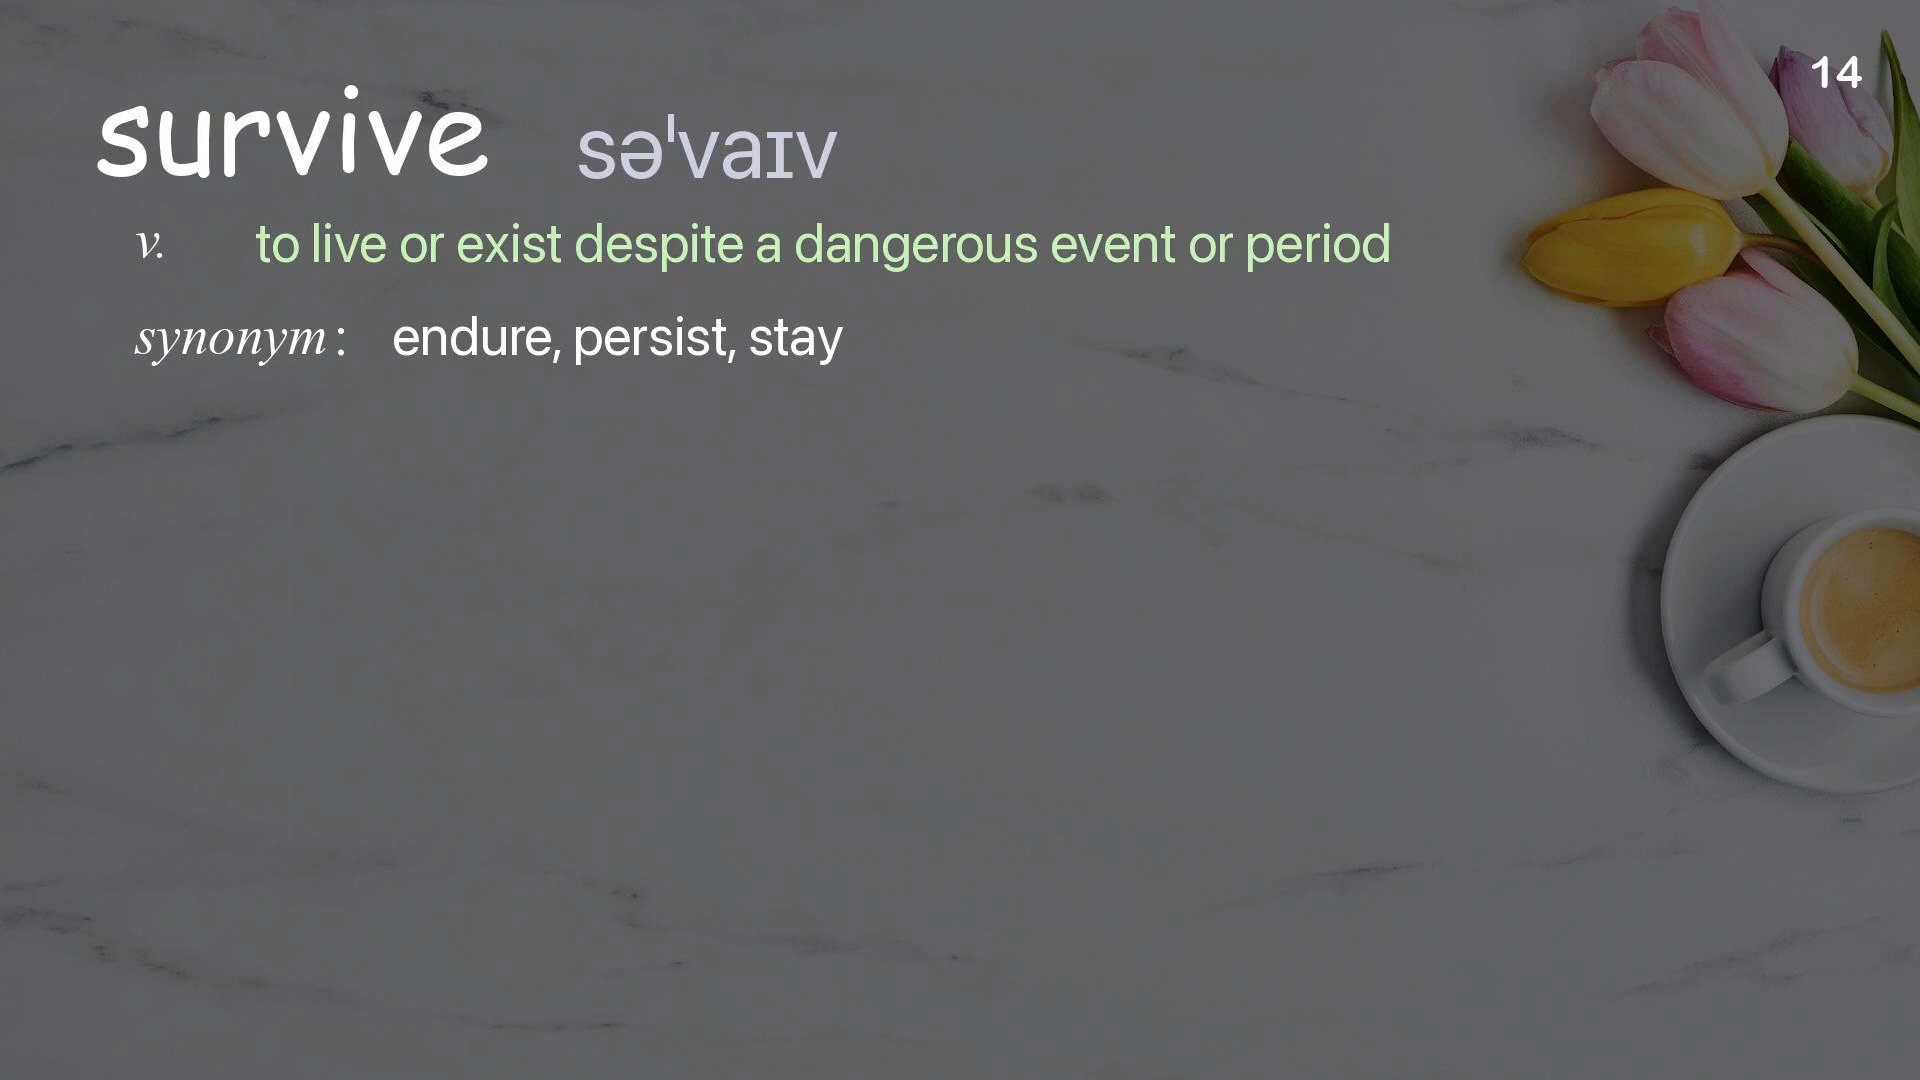 14
survive səˈvaɪv
v. to live or exist despite a dangerous event or period
synonym: endure, persist, stay